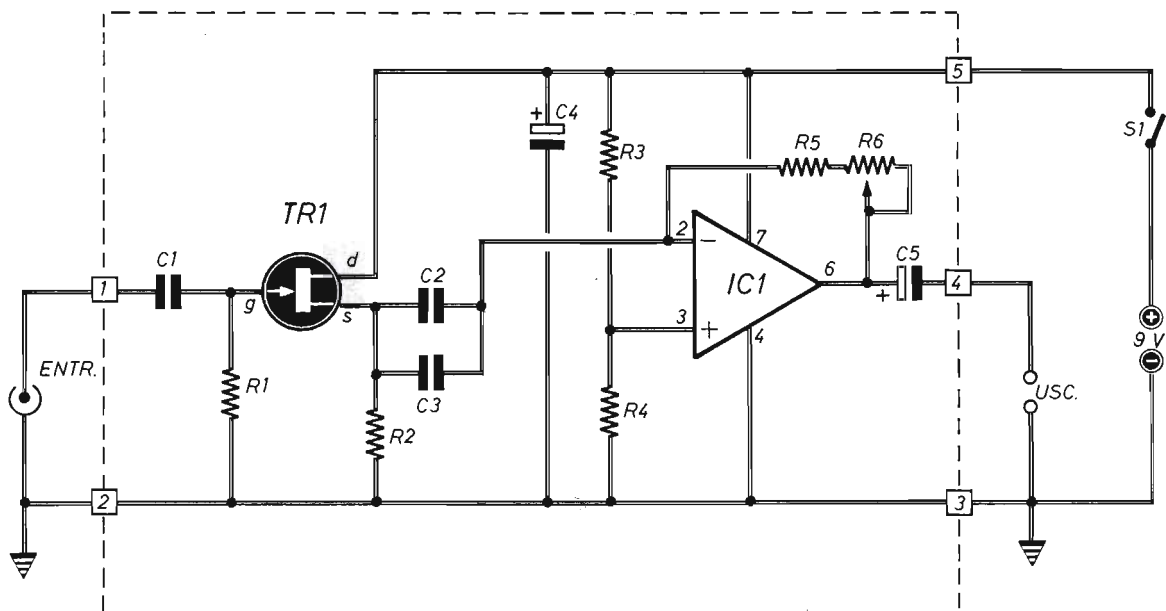 5
+
C4
S1
R3
R5
R6
TR1
2
−
7
d
C1
C2
6
C5
4
1
g
IC1
+
s
3
+
+
4
9 V
−
ENTR.
R1
C3
USC.
R2
R4
2
3